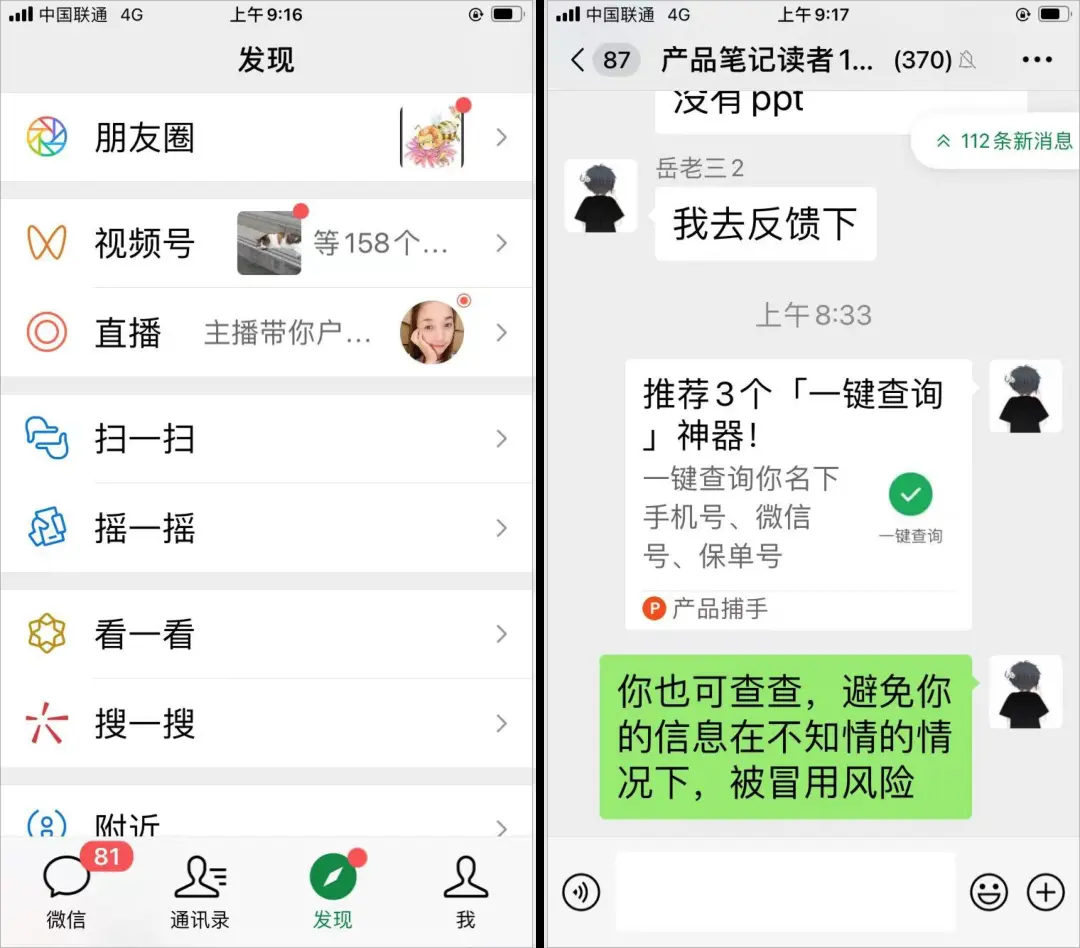 中国联通 4G
上午9:16
发现
朋友圈
视频号
等158个...
直播
主播带你户...
扫一扫
摇一摇
看一看
搜一搜
附近
81
微信
通讯录
发现
我
中国联通 4G
上午9:17
87
产品笔记读者1... (370)
没有ppt
112条新消息
岳老三2
我去反馈下
上午8:33
推荐3个「一键查询
」神器!
一键查询你名下
手机号、微信
号、保单号
一键查询
P 产品捕手
你也可查查，避免你
的信息在不知情的情
况下，被冒用风险